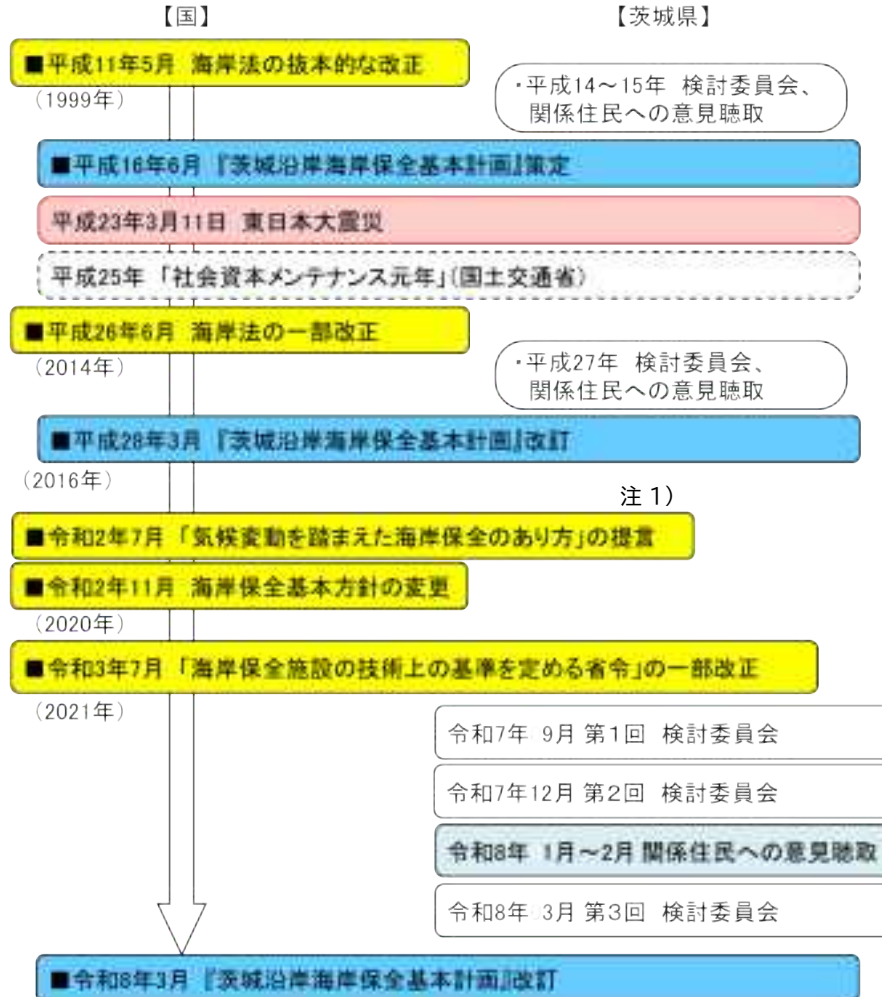 【国】
【茨城県】
■平成11年5月 海岸法の抜本的な改正
(1999年)
・平成14～15年 検討委員会、
関係住民への意見聴取
■平成16年6月 『茨城沿岸海岸保全基本計画』策定
平成23年3月11日 東日本大震災
平成25年 「社会資本メンテナンス元年」(国土交通省)
■平成26年6月 海岸法の一部改正
(2014年)
・平成27年 検討委員会、
関係住民への意見聴取
■平成28年3月 『茨城沿岸海岸保全基本計画』改訂
(2016年)
注1)
■令和2年7月 「気候変動を踏まえた海岸保全のあり方」の提言
■令和2年11月 海岸保全基本方針の変更
(2020年)
■令和3年7月 「海岸保全施設の技術上の基準を定める省令」の一部改正
(2021年)
令和7年 9月 第1回 検討委員会
令和7年12月 第2回 検討委員会
令和8年 1月～2月 関係住民への意見聴取
令和8年 3月 第3回 検討委員会
■令和8年3月 『茨城沿岸海岸保全基本計画』改訂